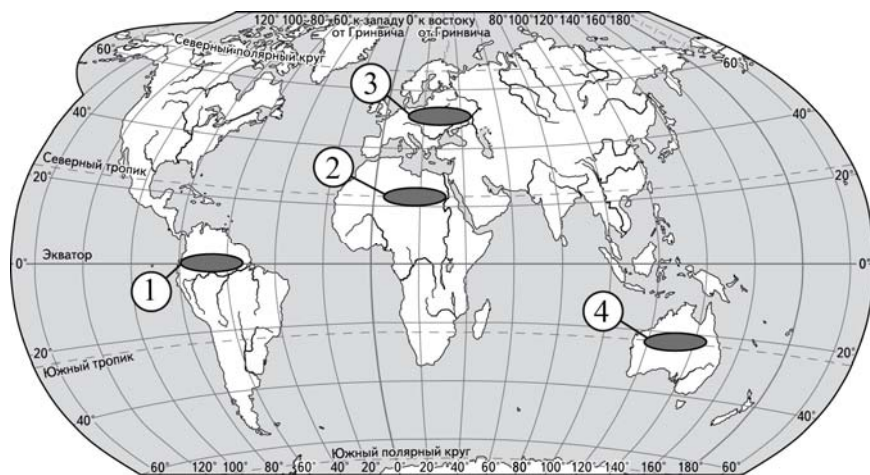 120°100°80°60° к западу 0° к востоку 80°100°120°140°160°180°
от Гринвича от Гринвича
Северный полярный круг
60° 60°
3
40° 40°
Северный тропик
2
20° 20°
Экватор
0° 0°
1
4
20° 20°
Южный тропик
40° 40°
Южный полярный круг
60° 120° 100° 80° 60° 40° 20° 0° 20° 40° 60° 80° 100° 120° 140° 160° 180° 60°